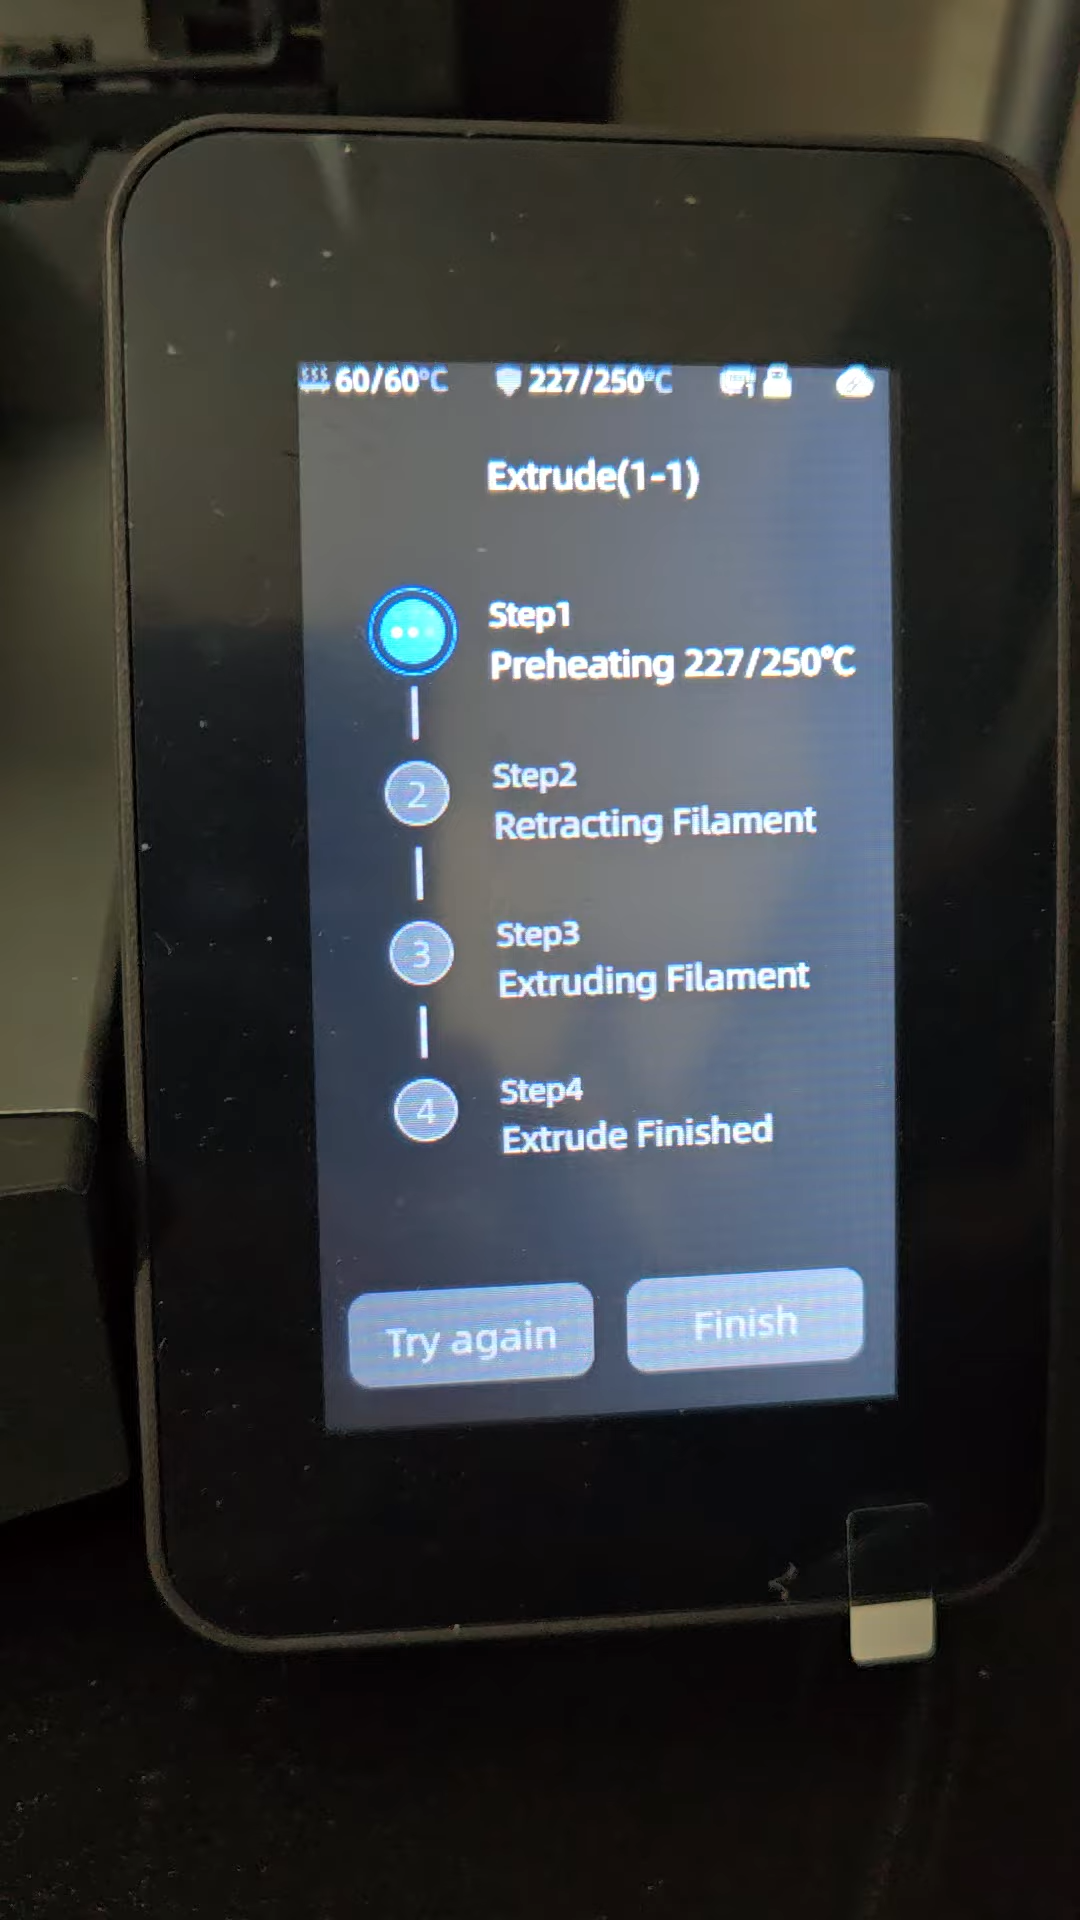 60/60°C 227/250°C 1
Extrude(1-1)
Step1
Preheating 227/250°C
2
Step2
Retracting Filament
3
Step3
Extruding Filament
4
Step4
Extrude Finished
Try again
Finish